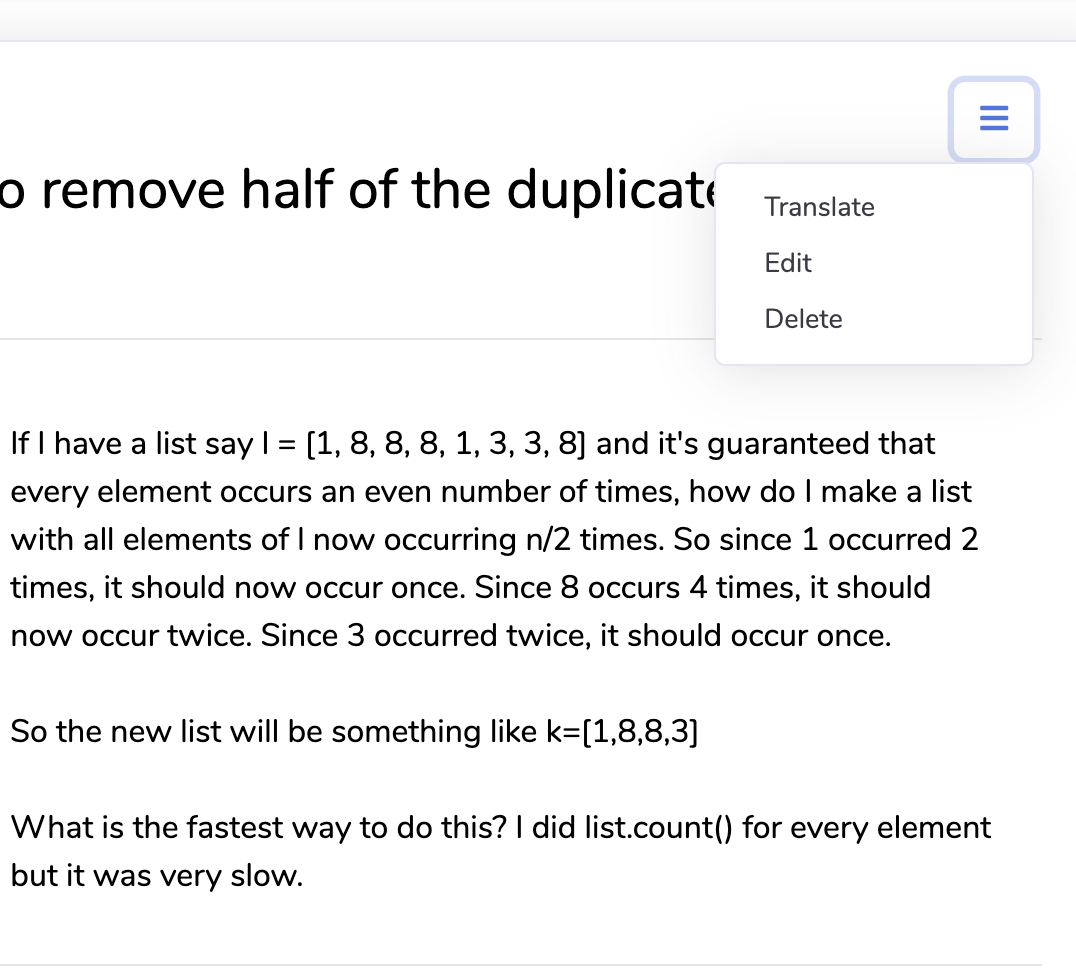 remove half of the
Translate
Edit
Delete
If I have a list say l = [1, 8, 8, 8, 1, 3, 3, 8] and it's guaranteed that
every element occurs an even number of times, how do I make a list
with all elements of l now occurring n/2 times. So since 1 occurred 2
times, it should now occur once. Since 8 occurs 4 times, it should
now occur twice. Since 3 occurred twice, it should occur once.
So the new list will be something like k=[1,8,8,3]
What is the fastest way to do this? I did list.count() for every element
but it was very slow.